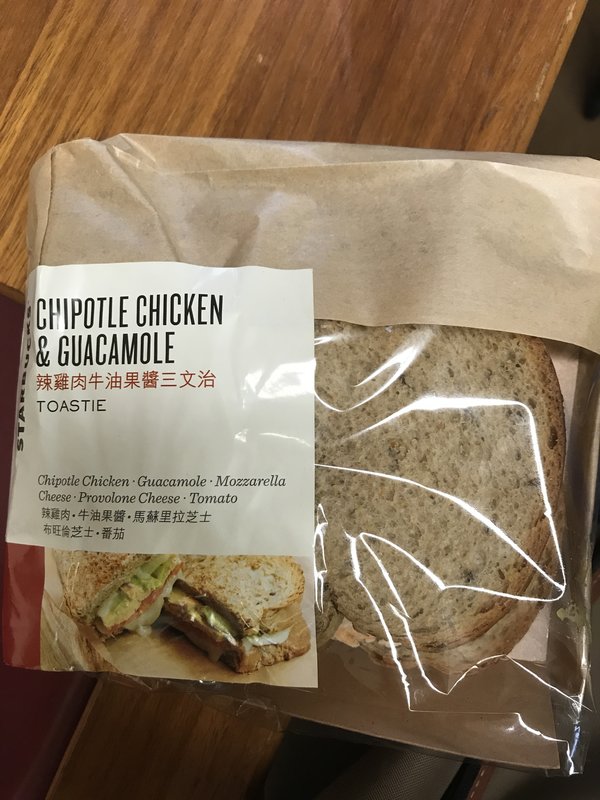 STARBUCKS
CHIPOTLE CHICKEN
& GUACAMOLE
辣雞肉牛油果醬三文治
TOASTIE
Chipotle Chicken · Guacamole · Mozzarella
Cheese · Provolone Cheese · Tomato
辣雞肉·牛油果醬·馬蘇里拉芝士
布旺倫芝士·番茄